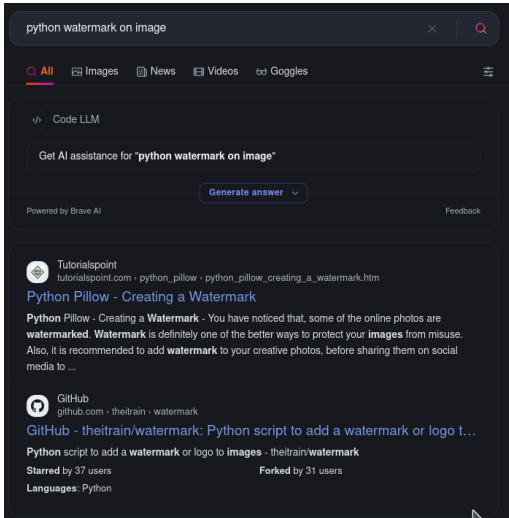 python watermark on image
All Images News Videos Goggles
Code LLM
Get AI assistance for "python watermark on image"
Generate answer
Powered by Brave AI Feedback
Tutorialspoint
tutorialspoint.com › python_pillow › python_pillow_creating_a_watermark.htm
Python Pillow - Creating a Watermark
Python Pillow - Creating a Watermark - You have noticed that, some of the online photos are
watermarked. Watermark is definitely one of the better ways to protect your images from misuse.
Also, it is recommended to add watermark to your creative photos, before sharing them on social
media to ...
GitHub
github.com › theitrain › watermark
GitHub - theitrain/watermark: Python script to add a watermark or logo t...
Python script to add a watermark or logo to images - theitrain/watermark
Starred by 37 users Forked by 31 users
Languages: Python